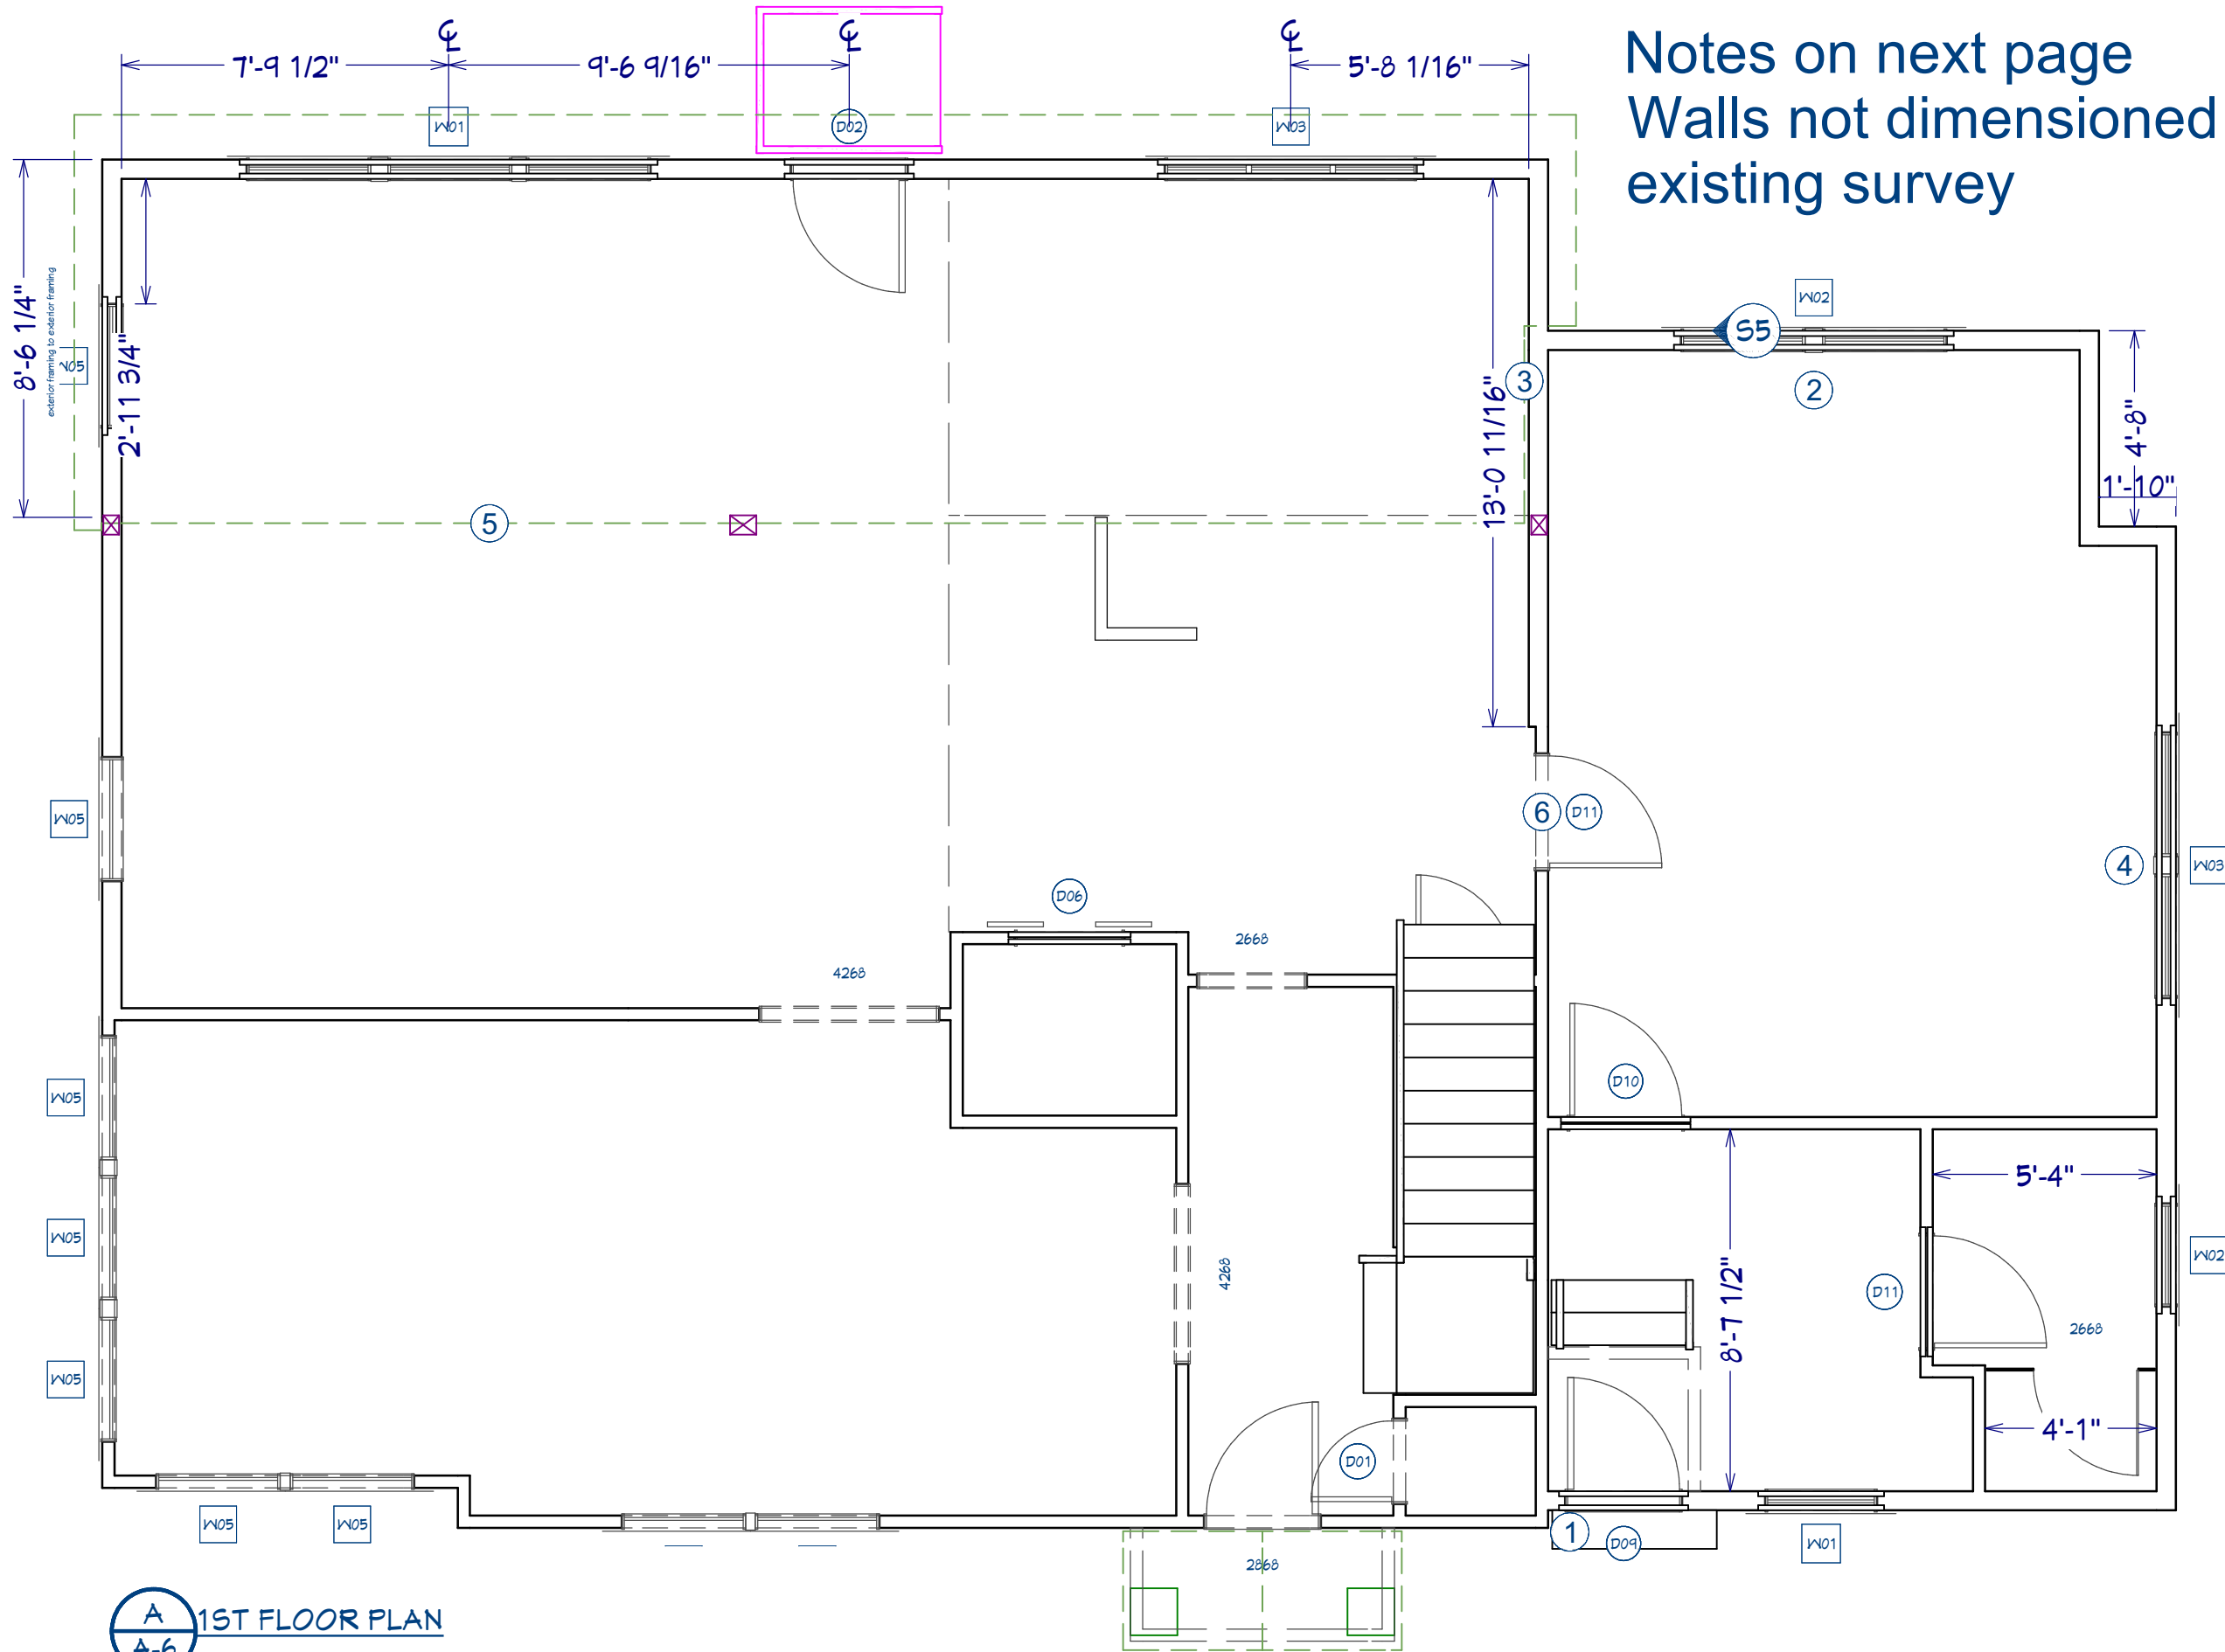 Notes on next page
Walls not dimensioned
existing survey
℄
℄
℄
7'-9 1/2"
9'-6 9/16"
5'-8 1/16"
W01
D02
W03
W02
S5
8'-6 1/4"
exterior framing to exterior framing
W05
2'-11 3/4"
3
2
13'-0 11/16"
4'-8"
1'-10"
5
W05
6
D11
4
W03
D06
2668
4268
D10
W05
5'-4"
W05
4268
8'-7 1/2"
D11
W02
2668
W05
4'-1"
D01
W05
W05
1
D09
W01
2868
A
1ST FLOOR PLAN
A-6